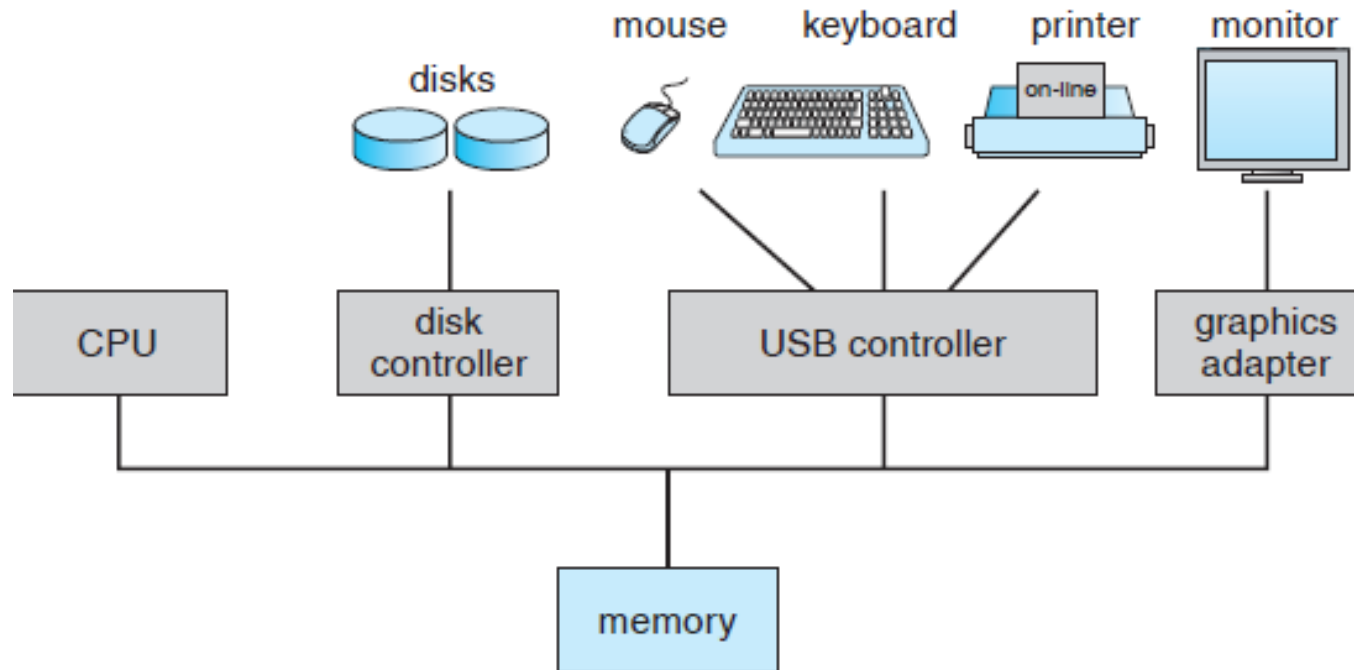 mouse
keyboard
printer
monitor
disks
on-line
CPU
disk
controller
USB controller
graphics
adapter
memory